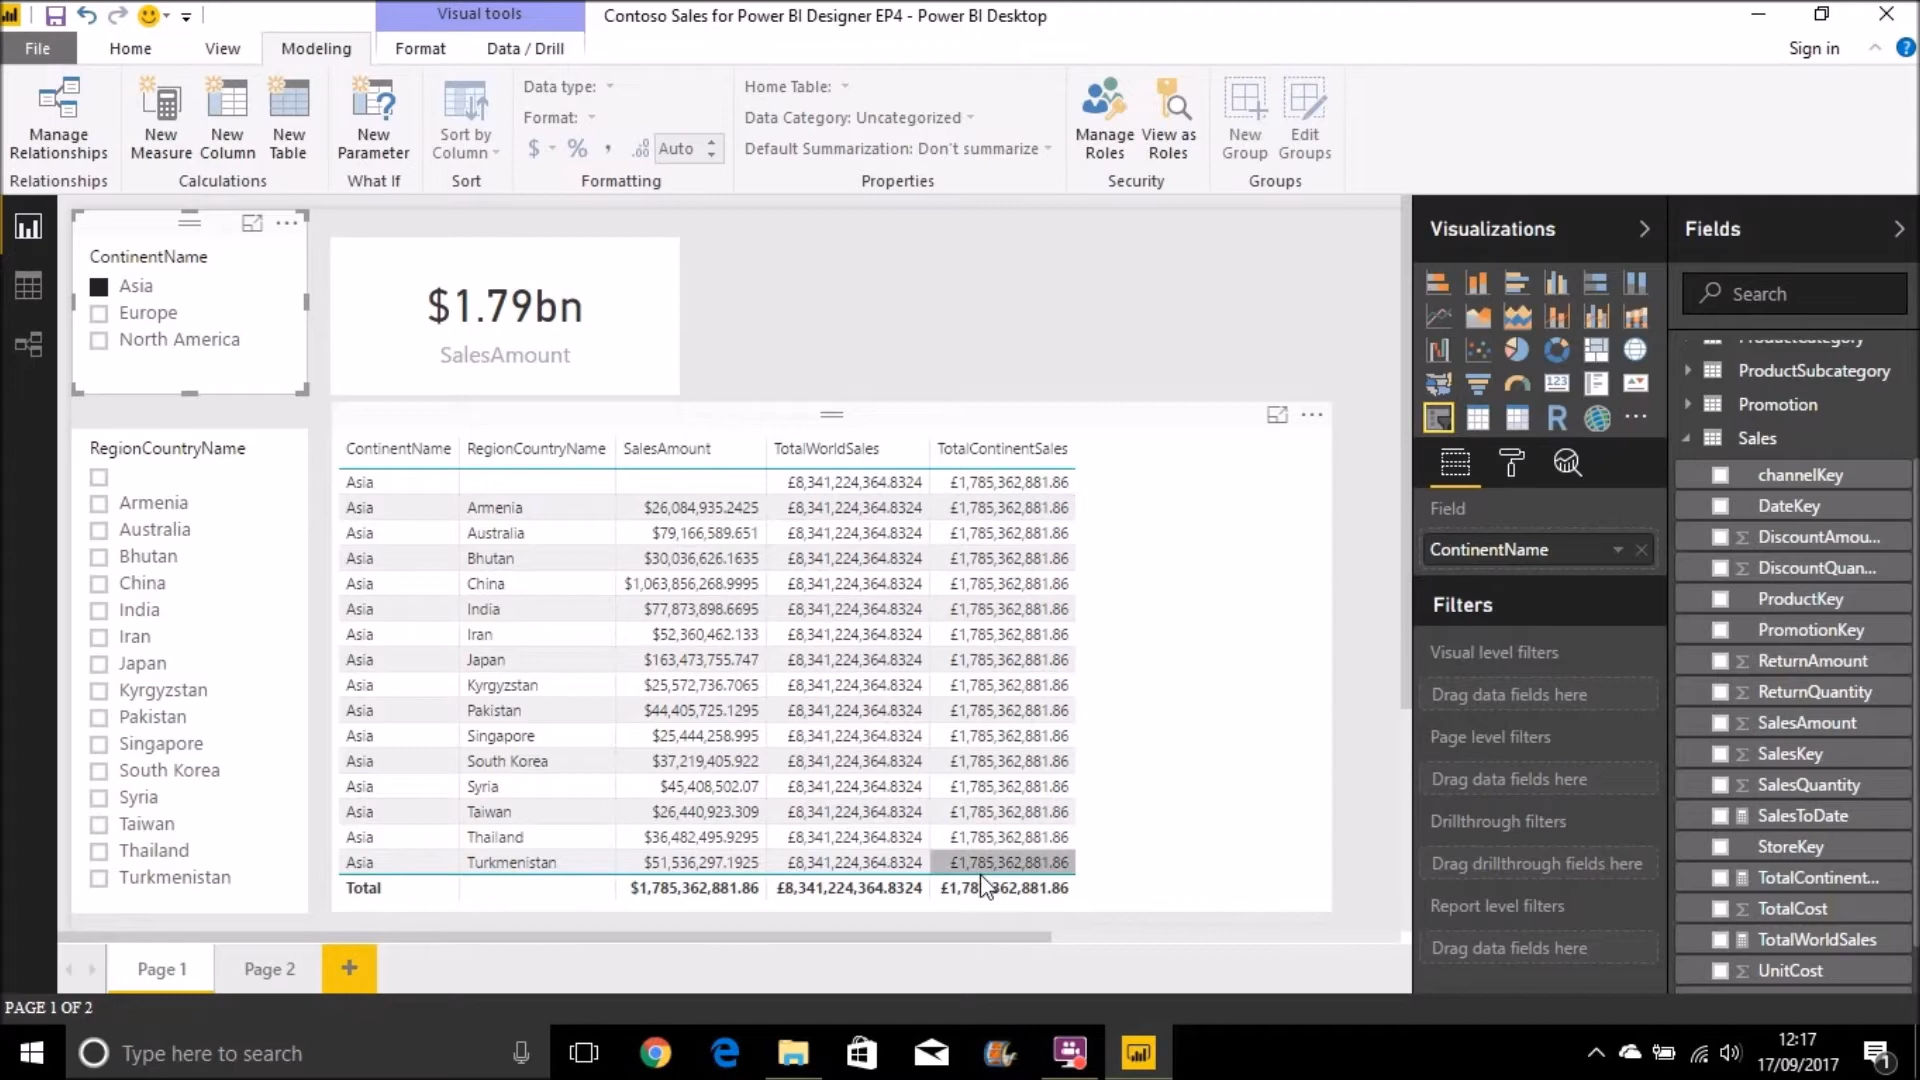 Visual tools
Contoso Sales for Power BI Designer EP4 - Power BI Desktop
File Home View Modeling Format Data / Drill Sign in
Manage Relationships
New Measure
New Column
New Table
New Parameter
Sort by Column
Data type:
Format:
$ % , .00 Auto
Home Table:
Data Category: Uncategorized
Default Summarization: Don't summarize
Manage Roles
View as Roles
New Group
Edit Groups
Relationships Calculations What If Sort Formatting Properties Security Groups
ContinentName
Asia
Europe
North America
$1.79bn
SalesAmount
RegionCountryName
Armenia
Australia
Bhutan
China
India
Iran
Japan
Kyrgyzstan
Pakistan
Singapore
South Korea
Syria
Taiwan
Thailand
Turkmenistan
ContinentName RegionCountryName SalesAmount TotalWorldSales TotalContinentSales
Asia £8,341,224,364.8324 £1,785,362,881.86
Asia Armenia $26,084,935.2425 £8,341,224,364.8324 £1,785,362,881.86
Asia Australia $79,166,589.651 £8,341,224,364.8324 £1,785,362,881.86
Asia Bhutan $30,036,626.1635 £8,341,224,364.8324 £1,785,362,881.86
Asia China $1,063,856,268.9995 £8,341,224,364.8324 £1,785,362,881.86
Asia India $77,873,898.6695 £8,341,224,364.8324 £1,785,362,881.86
Asia Iran $52,360,462.133 £8,341,224,364.8324 £1,785,362,881.86
Asia Japan $163,473,755.747 £8,341,224,364.8324 £1,785,362,881.86
Asia Kyrgyzstan $25,572,736.7065 £8,341,224,364.8324 £1,785,362,881.86
Asia Pakistan $44,405,725.1295 £8,341,224,364.8324 £1,785,362,881.86
Asia Singapore $25,444,258.995 £8,341,224,364.8324 £1,785,362,881.86
Asia South Korea $37,219,405.922 £8,341,224,364.8324 £1,785,362,881.86
Asia Syria $45,408,502.07 £8,341,224,364.8324 £1,785,362,881.86
Asia Taiwan $26,440,923.309 £8,341,224,364.8324 £1,785,362,881.86
Asia Thailand $36,482,495.9295 £8,341,224,364.8324 £1,785,362,881.86
Asia Turkmenistan $51,536,297.1925 £8,341,224,364.8324 £1,785,362,881.86
Total $1,785,362,881.86 £8,341,224,364.8324 £1,785,362,881.86
Visualizations
123
R
Field
ContinentName
Filters
Visual level filters
Drag data fields here
Page level filters
Drag data fields here
Drillthrough filters
Drag drillthrough fields here
Report level filters
Drag data fields here
Fields
Search
ProductCategory
ProductSubcategory
Promotion
Sales
channelKey
DateKey
DiscountAmou...
DiscountQuan...
ProductKey
PromotionKey
ReturnAmount
ReturnQuantity
SalesAmount
SalesKey
SalesQuantity
SalesToDate
StoreKey
TotalContinent...
TotalCost
TotalWorldSales
UnitCost
Page 1 Page 2 +
PAGE 1 OF 2
Type here to search
12:17
17/09/2017
1